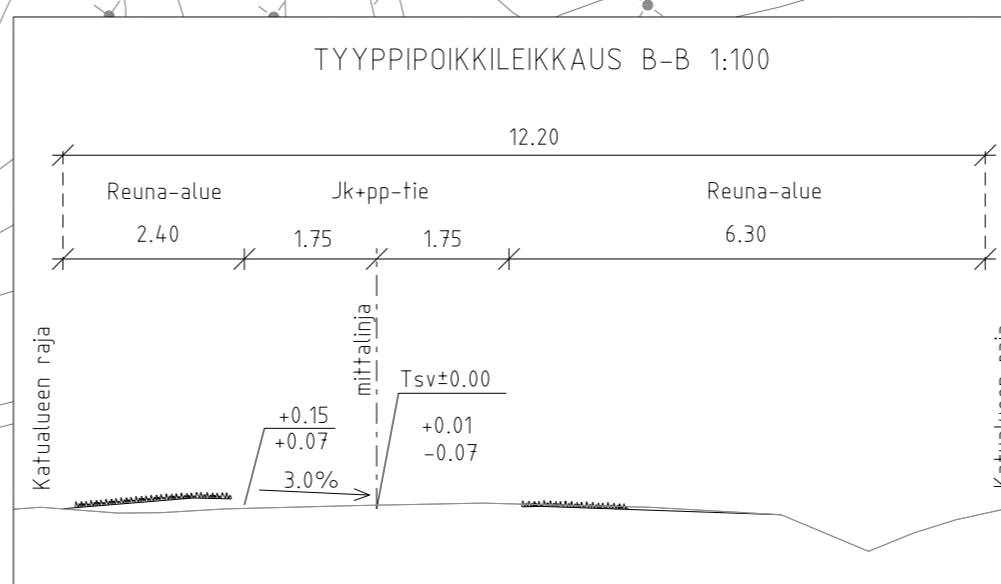 TYYPPIPOIKKILEIKKAUS B-B 1:100
12.20
Reuna-alue Jk+pp-tie Reuna-alue
2.40 1.75 1.75 6.30
Katualueen raja
mittalinja
Tsv±0.00
+0.15
+0.01
+0.07
-0.07
3.0%